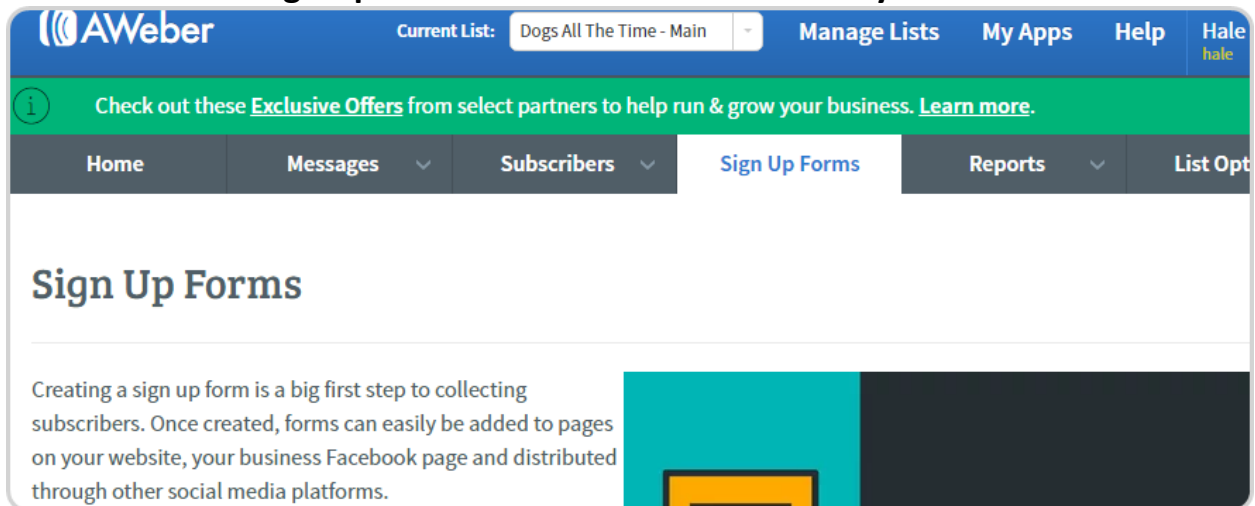 AWeber
Current List: Dogs All The Time - Main
Manage Lists My Apps Help Hale
hale
Check out these Exclusive Offers from select partners to help run & grow your business. Learn more.
Home Messages Subscribers Sign Up Forms Reports List Opt
Sign Up Forms
Creating a sign up form is a big first step to collecting
subscribers. Once created, forms can easily be added to pages
on your website, your business Facebook page and distributed
through other social media platforms.